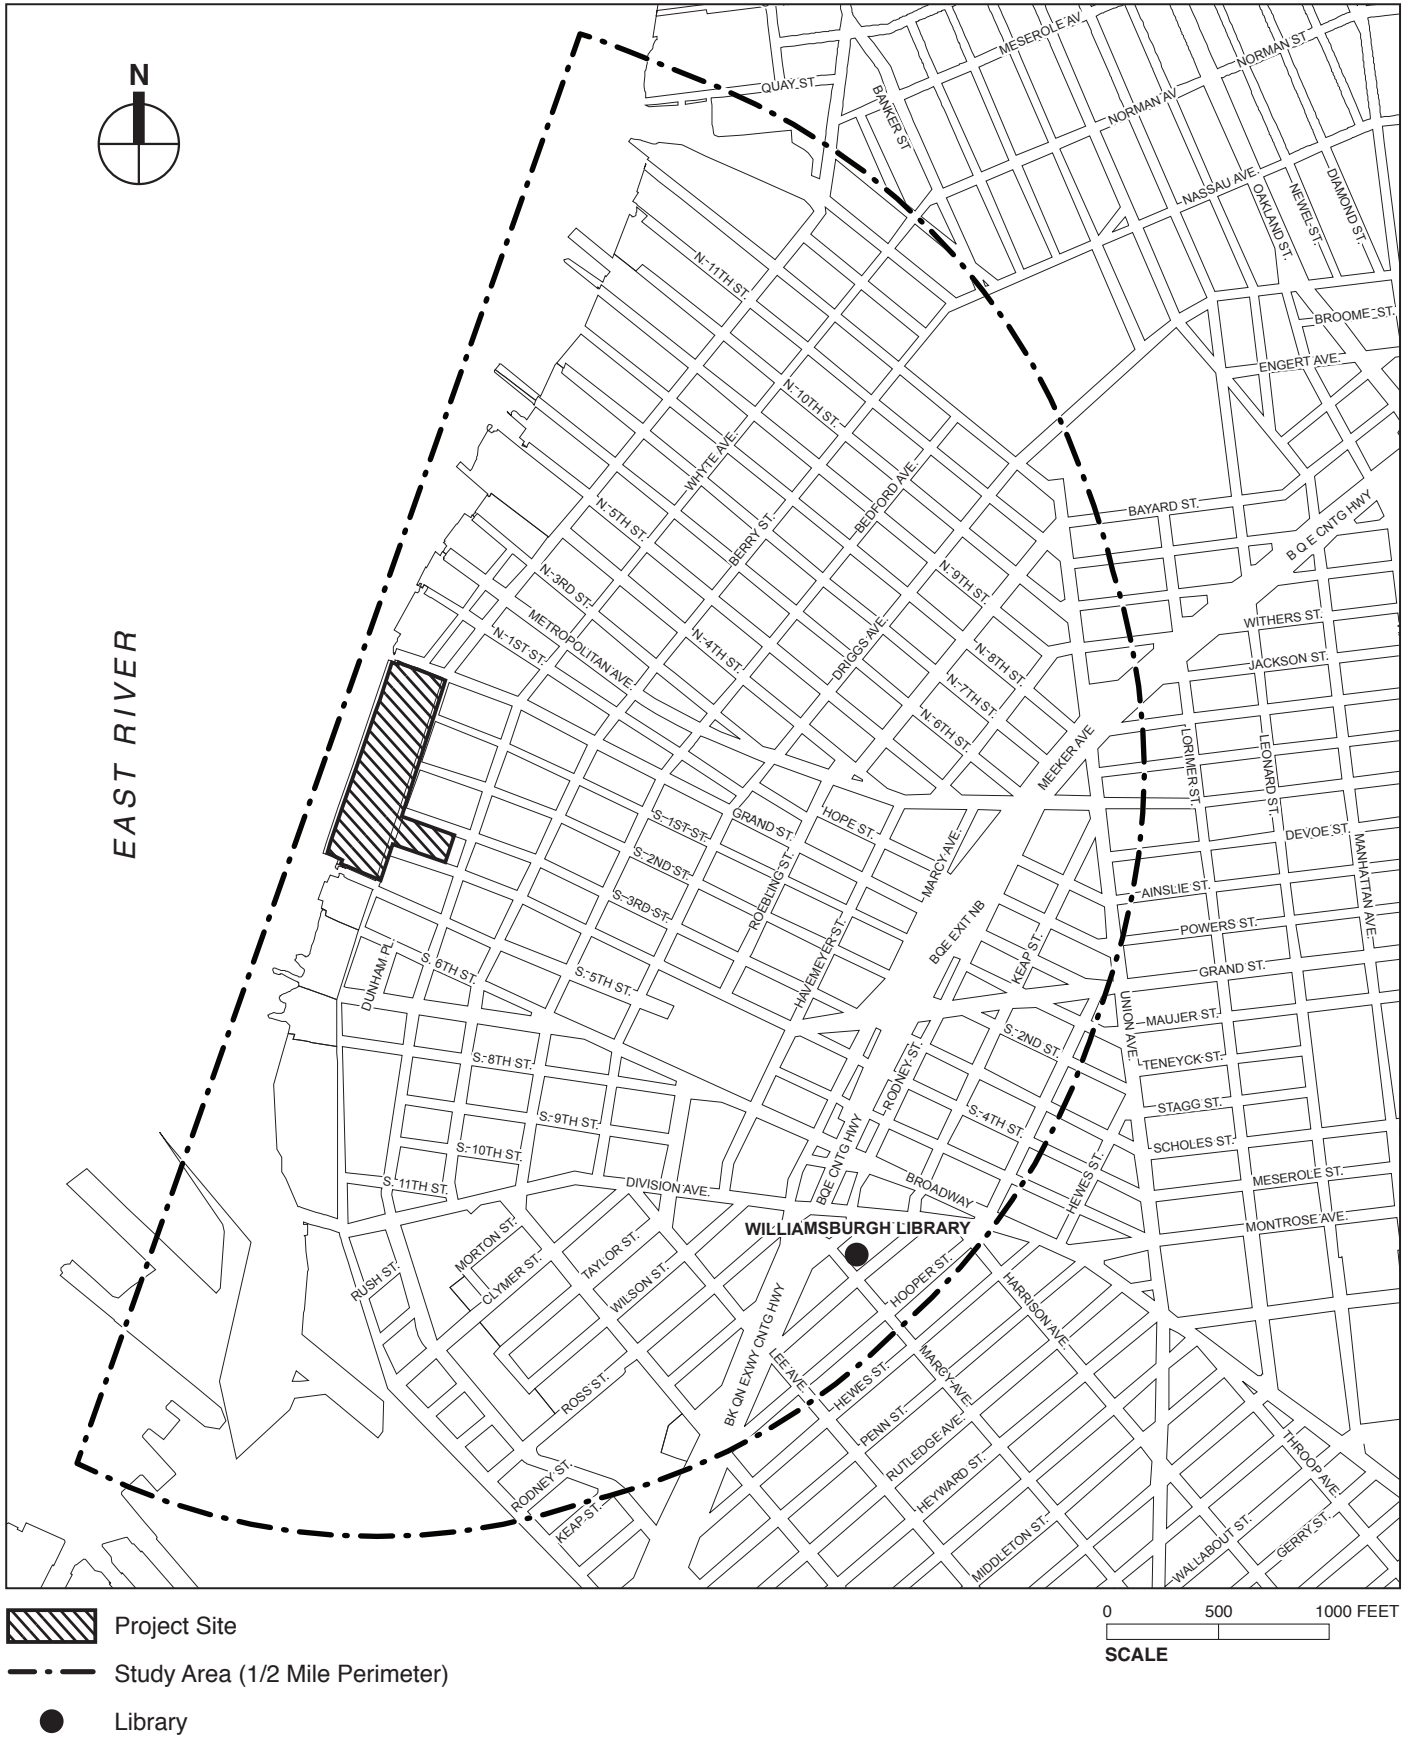 N
EAST RIVER
MESEROLE AV
NORMAN ST
QUAY ST
BANKER ST
NORMAN AV
NASSAU AVE.
OAKLAND ST.
NEWEL ST.
DIAMOND ST.
N. 11TH ST.
BROOME ST.
ENGERT AVE.
N. 10TH ST.
WHYTE AVE.
BEDFORD AVE.
N. 5TH ST.
BERRY ST.
BAYARD ST.
B Q E CNTG HWY
N. 3RD ST.
N. 9TH ST.
METROPOLITAN AVE.
N. 1ST ST.
N. 4TH ST.
DRIGGS AVE.
N. 8TH ST.
N. 7TH ST.
N. 6TH ST.
WITHERS ST.
JACKSON ST.
MEEKER AVE
LORIMER ST.
LEONARD ST.
S. 1ST ST.
GRAND ST.
HOPE ST.
DEVOE ST.
MANHATTAN AVE.
S. 2ND ST.
MARCY AVE.
S. 3RD ST.
ROEBLING ST.
AINSLIE ST.
POWERS ST.
BQE EXIT NB
KEAP ST.
HAVEMEYER ST.
DUNHAM PL.
S. 6TH ST.
S. 5TH ST.
GRAND ST.
UNION AVE.
MAUJER ST.
S. 2ND ST.
TENEYCK ST.
S. 8TH ST.
RODNEY ST.
STAGG ST.
S. 9TH ST.
S. 4TH ST.
SCHOLES ST.
S. 10TH ST.
BQE CNTG HWY
HEWES ST.
MESEROLE ST.
S. 11TH ST.
DIVISION AVE.
BROADWAY
MONTROSE AVE.
WILLIAMSBURGH LIBRARY
MORTON ST.
CLYMER ST.
TAYLOR ST.
WILSON ST.
RUSH ST.
HOOPER ST.
HARRISON AVE.
BK QN EXWY CNTG HWY
LEE AVE.
MARCY AVE.
HEWES ST.
ROSS ST.
PENN ST.
RUTLEDGE AVE.
HEYWARD ST.
THROOP AVE.
RODNEY ST.
KEAP ST.
MIDDLETON ST.
WALLABOUT ST.
GERRY ST.
Project Site
Study Area (1/2 Mile Perimeter)
Library
0 500 1000 FEET
SCALE